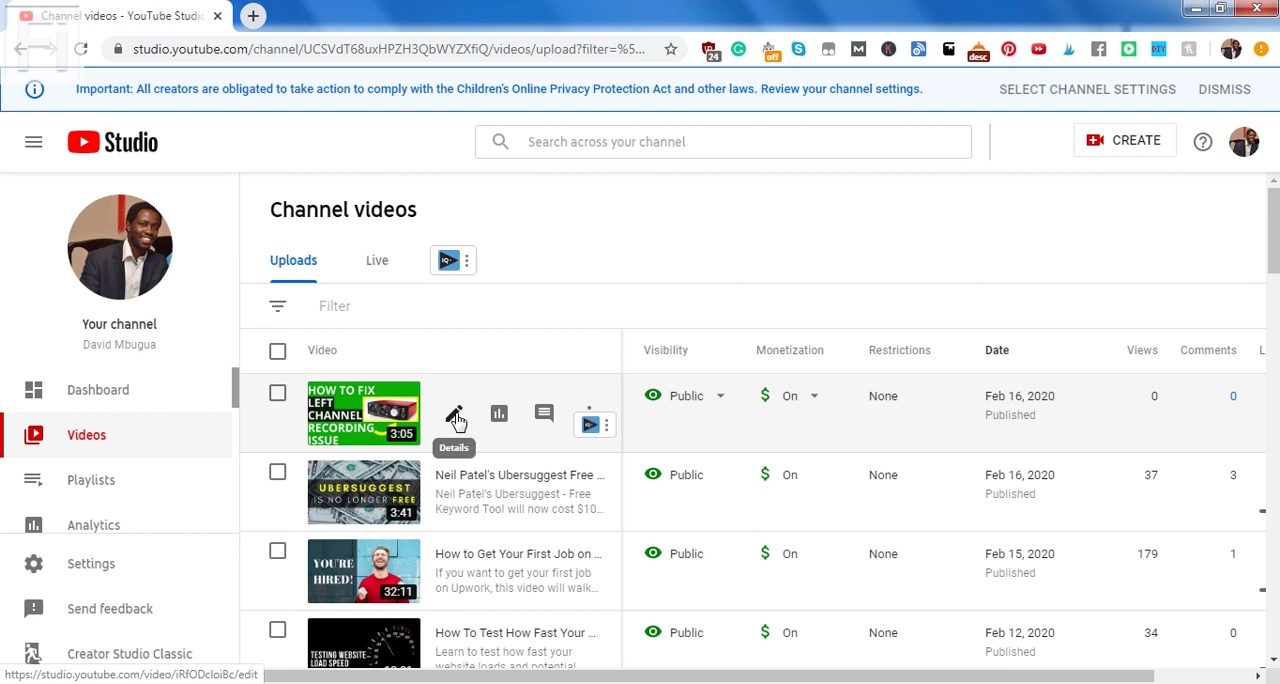 Channel videos - YouTube Studio
studio.youtube.com/channel/UCSVdT68uxHPZH3QbWYZXfiQ/videos/upload?filter=%5...
24
off
desc
DIY
Important: All creators are obligated to take action to comply with the Children's Online Privacy Protection Act and other laws. Review your channel settings.
SELECT CHANNEL SETTINGS
DISMISS
Studio
Search across your channel
CREATE
Your channel
David Mbugua
Dashboard
Videos
Playlists
Analytics
Settings
Send feedback
Creator Studio Classic
Channel videos
Uploads
Live
Filter
Video
Visibility
Monetization
Restrictions
Date
Views
Comments
L
HOW TO FIX
LEFT
CHANNEL
RECORDING
ISSUE
3:05
Details
Public
On
None
Feb 16, 2020
Published
0
0
UBERSUGGEST
IS NO LONGER FREE
3:41
Neil Patel's Ubersuggest Free ...
Neil Patel's Ubersuggest - Free
Keyword Tool will now cost $10...
Public
On
None
Feb 16, 2020
Published
37
3
YOU'RE
HIRED!
32:11
How to Get Your First Job on ...
If you want to get your first job
on Upwork, this video will walk...
Public
On
None
Feb 15, 2020
Published
179
1
TESTING WEBSITE
LOAD SPEED
How To Test How Fast Your ...
Learn to test how fast your
website loads and potential
Public
On
None
Feb 12, 2020
Published
34
0
https://studio.youtube.com/video/iRfODcIoiBc/edit